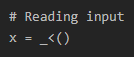 # Reading input
x = _<()